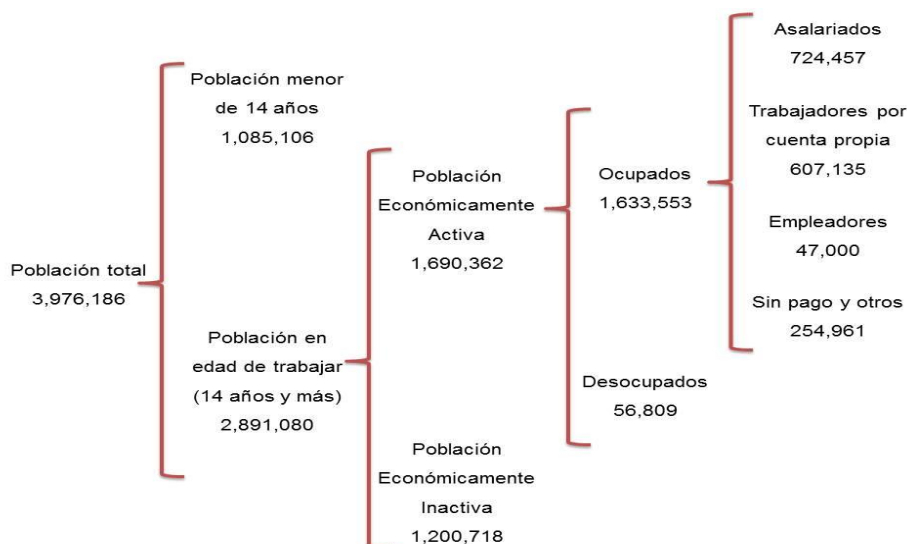 Población total
3,976,186
Población menor
de 14 años
1,085,106
Población en
edad de trabajar
(14 años y más)
2,891,080
Población
Económicamente
Activa
1,690,362
Población
Económicamente
Inactiva
1,200,718
Ocupados
1,633,553
Desocupados
56,809
Asalariados
724,457
Trabajadores por
cuenta propia
607,135
Empleadores
47,000
Sin pago y otros
254,961